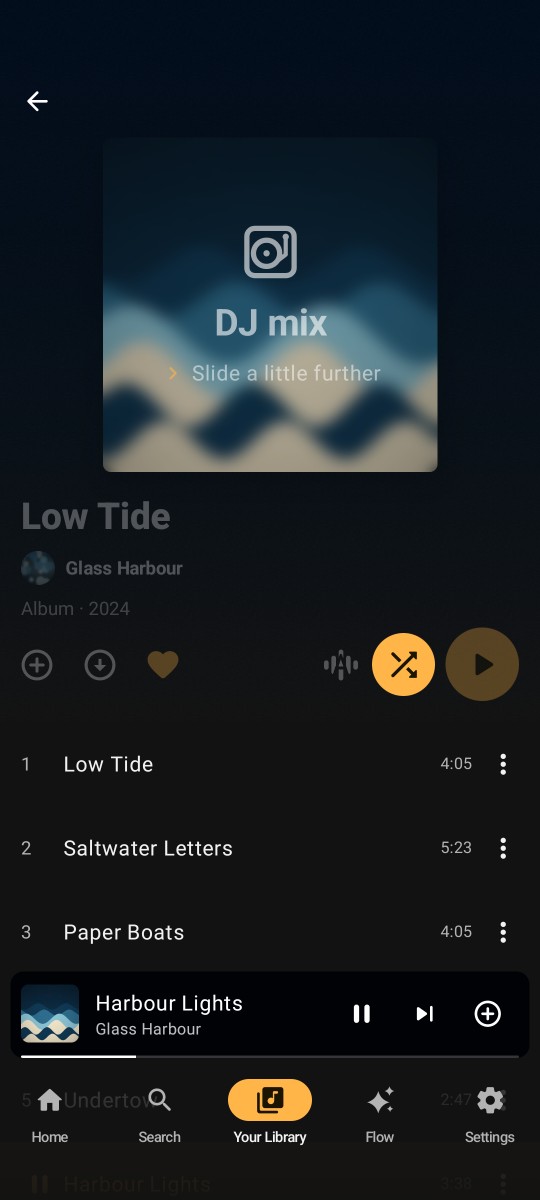 DJ mix
Slide a little further
Low Tide
Glass Harbour
Album · 2024
1 Low Tide 4:05
2 Saltwater Letters 5:23
3 Paper Boats 4:05
Harbour Lights
Glass Harbour
5 Undertow 2:47
Home Search Your Library Flow Settings
Harbour Lights 3:38